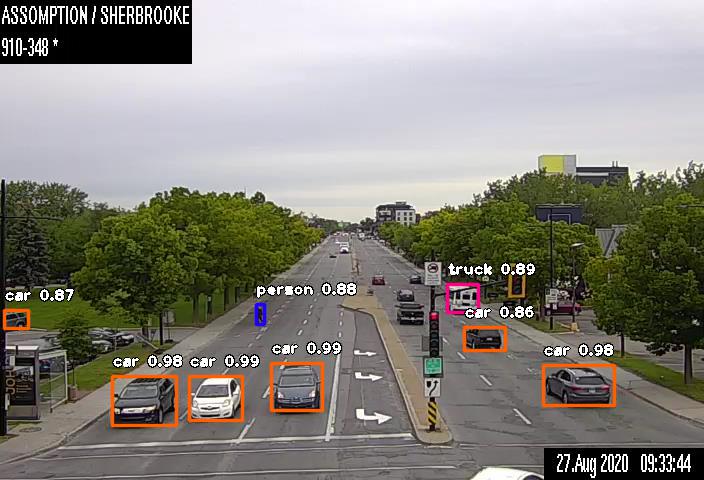 ASSOMPTION / SHERBROOKE
910-348 *
truck 0.89
person 0.88
car 0.87
car 0.86
car 0.99
car 0.98
car 0.99
car 0.98
27.Aug 2020 09:33:44